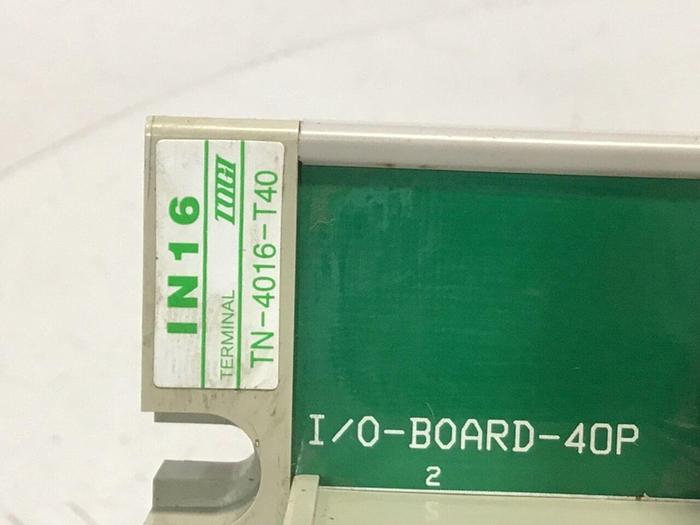 IN16
TOGI
TERMINAL
TN-4016-T40
I/O-BOARD-40P
2